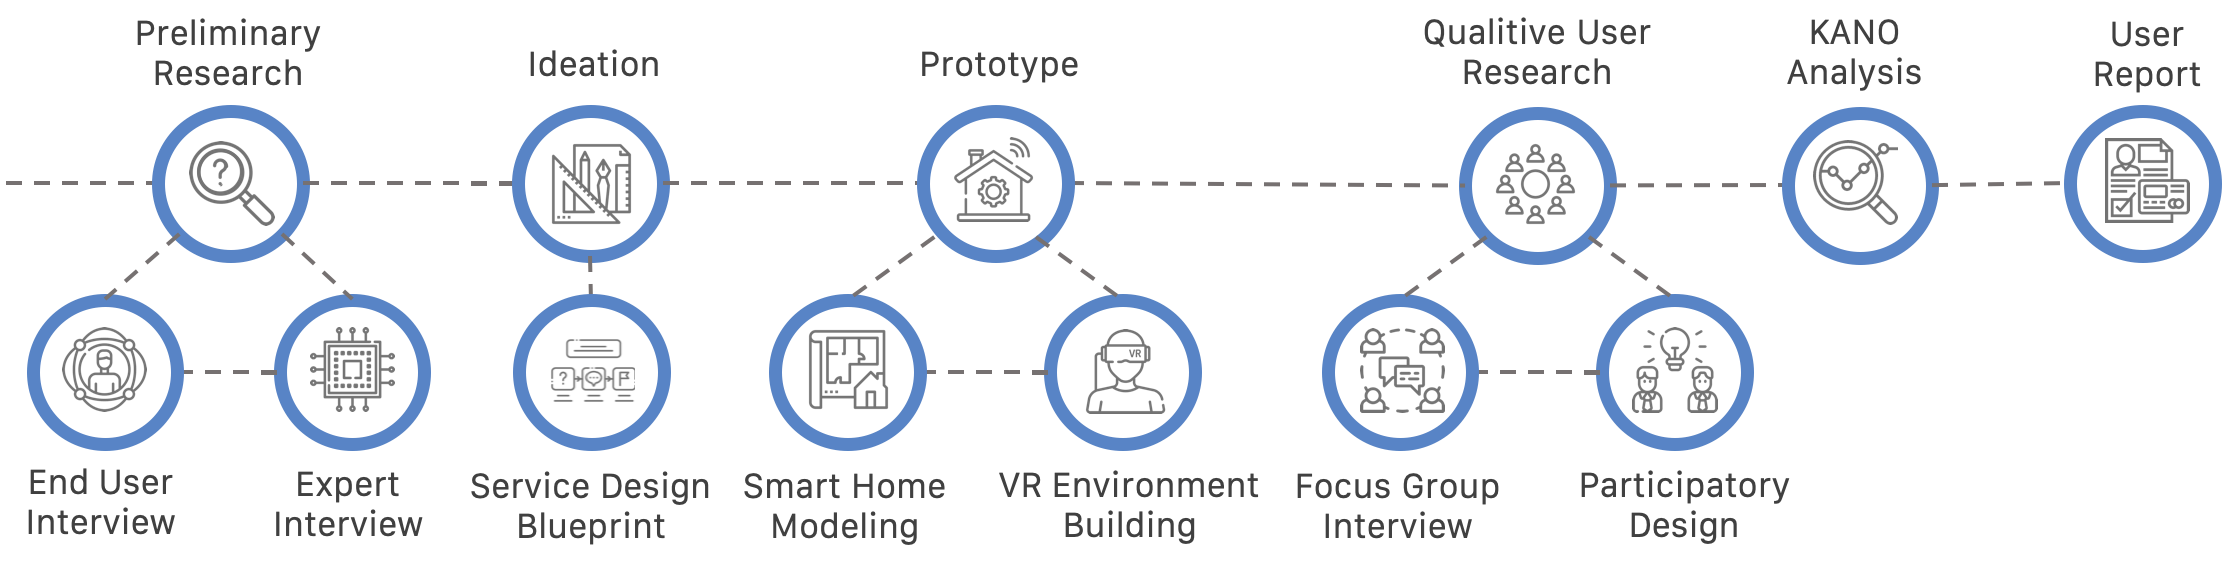 Preliminary
Research
Ideation
Prototype
Qualitive User
Research
KANO
Analysis
User
Report
?
?
VR
End User
Interview
Expert
Interview
Service Design
Blueprint
Smart Home
Modeling
VR Environment
Building
Focus Group
Interview
Participatory
Design